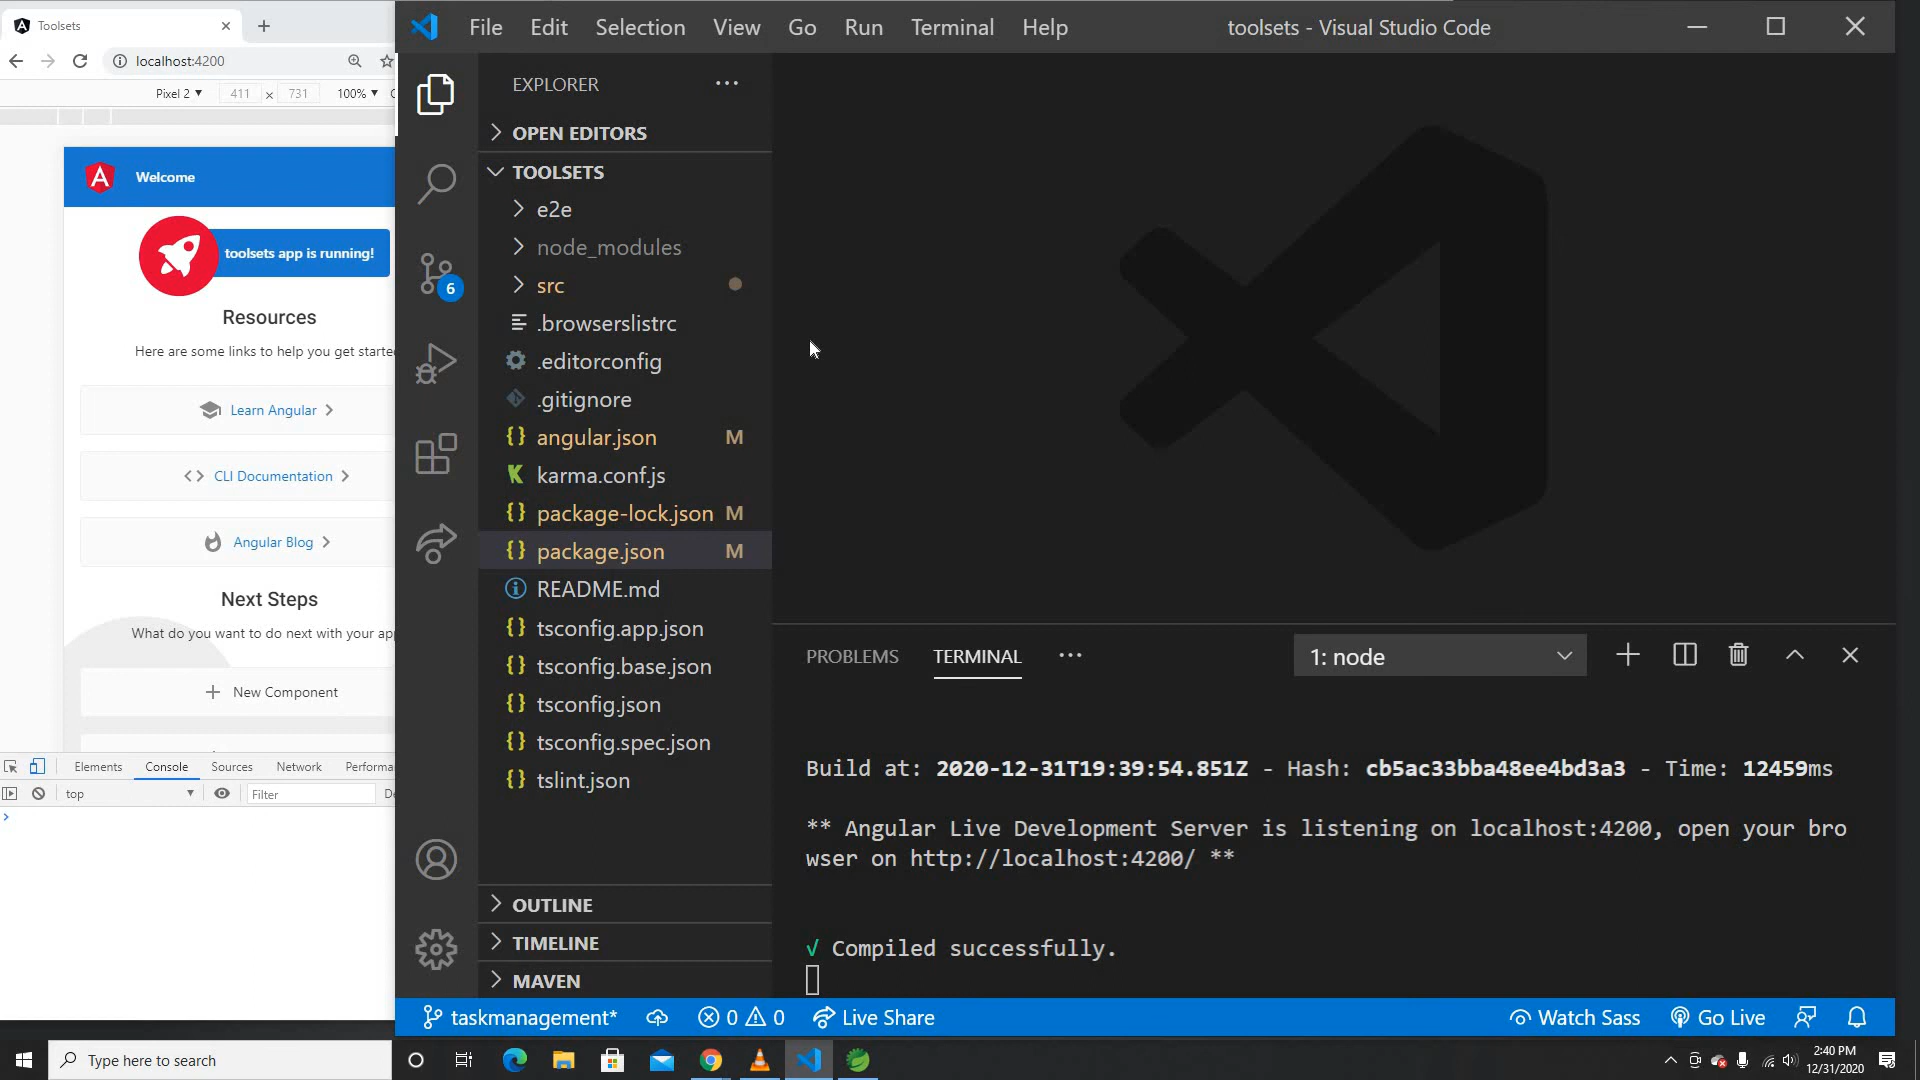 Toolsets
localhost:4200
Pixel 2 ▼ 411 × 731 100% ▼
Welcome
toolsets app is running!
Resources
Here are some links to help you get starte
Learn Angular
CLI Documentation
Angular Blog
Next Steps
What do you want to do next with your ap
New Component
Elements Console Sources Network Performa
top ▼ Filter De
File Edit Selection View Go Run Terminal Help
toolsets - Visual Studio Code
EXPLORER ···
OPEN EDITORS
TOOLSETS
e2e
node_modules
src
.browserslistrc
.editorconfig
.gitignore
{} angular.json M
karma.conf.js
{} package-lock.json M
{} package.json M
README.md
{} tsconfig.app.json
{} tsconfig.base.json
{} tsconfig.json
{} tsconfig.spec.json
{} tslint.json
OUTLINE
TIMELINE
MAVEN
6
PROBLEMS TERMINAL ··· 1: node
Build at: 2020-12-31T19:39:54.851Z - Hash: cb5ac33bba48ee4bd3a3 - Time: 12459ms
** Angular Live Development Server is listening on localhost:4200, open your bro
wser on http://localhost:4200/ **
√ Compiled successfully.
taskmanagement* 0 0 Live Share Watch Sass Go Live
Type here to search
2:40 PM
12/31/2020